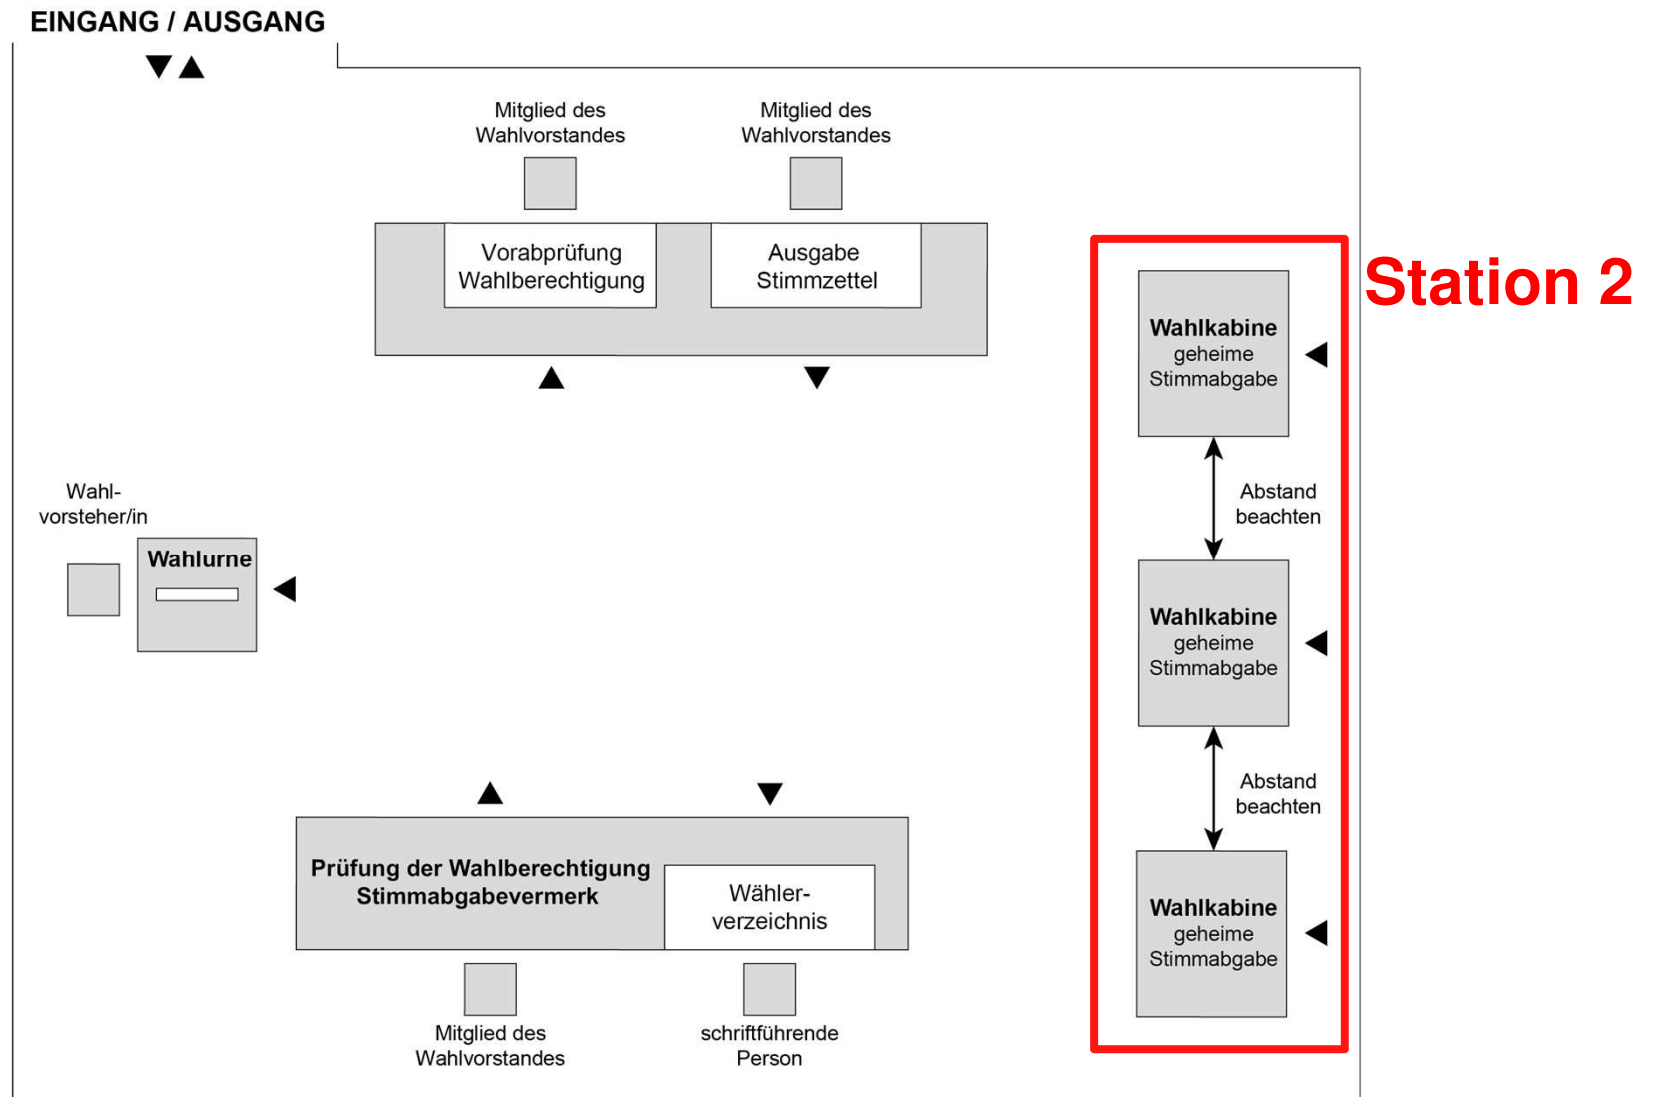 EINGANG / AUSGANG
Mitglied des
Wahlvorstandes
Mitglied des
Wahlvorstandes
Vorabprüfung
Wahlberechtigung
Ausgabe
Stimmzettel
Station 2
Wahlkabine
geheime
Stimmabgabe
Abstand
beachten
Wahl-
vorsteher/in
Wahlurne
Wahlkabine
geheime
Stimmabgabe
Abstand
beachten
Prüfung der Wahlberechtigung
Stimmabgabevermerk
Wähler-
verzeichnis
Wahlkabine
geheime
Stimmabgabe
Mitglied des
Wahlvorstandes
schriftführende
Person